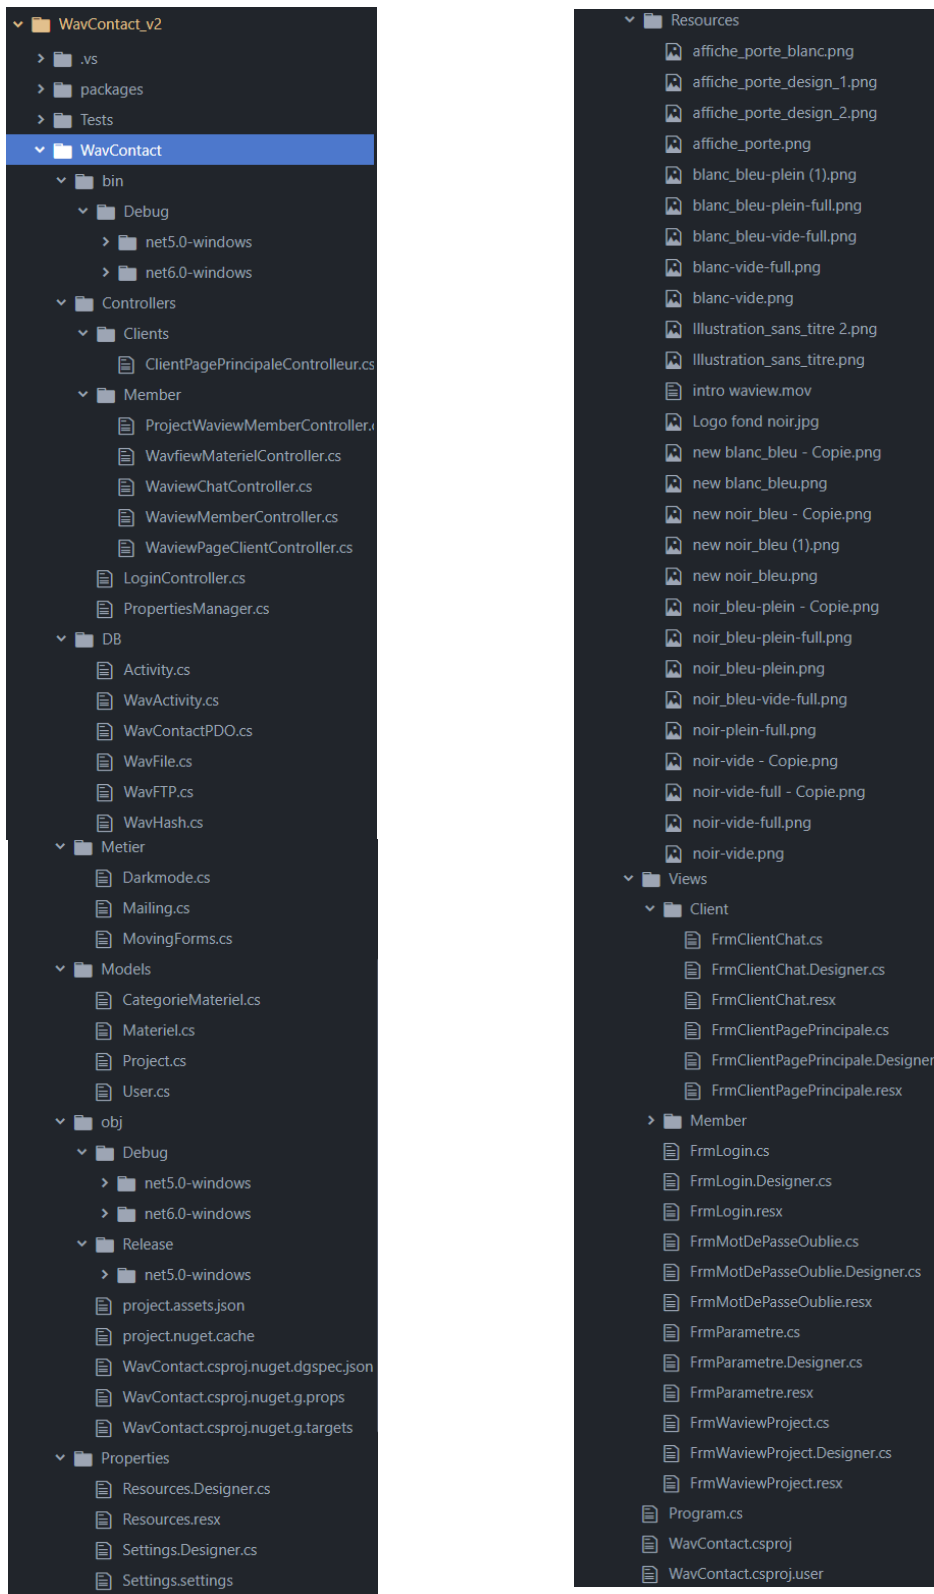 WavContact_v2
.vs
packages
Tests
WavContact
bin
Debug
net5.0-windows
net6.0-windows
Controllers
Clients
ClientPagePrincipaleControlleur.cs
Member
ProjectWaviewMemberController.
WavfiewMaterielController.cs
WaviewChatController.cs
WaviewMemberController.cs
WaviewPageClientController.cs
LoginController.cs
PropertiesManager.cs
DB
Activity.cs
WavActivity.cs
WavContactPDO.cs
WavFile.cs
WavFTP.cs
WavHash.cs
Metier
Darkmode.cs
Mailing.cs
MovingForms.cs
Models
CategorieMateriel.cs
Materiel.cs
Project.cs
User.cs
obj
Debug
net5.0-windows
net6.0-windows
Release
net5.0-windows
project.assets.json
project.nuget.cache
WavContact.csproj.nuget.dgspec.json
WavContact.csproj.nuget.g.props
WavContact.csproj.nuget.g.targets
Properties
Resources.Designer.cs
Resources.resx
Settings.Designer.cs
Settings.settings
Resources
affiche_porte_blanc.png
affiche_porte_design_1.png
affiche_porte_design_2.png
affiche_porte.png
blanc_bleu-plein (1).png
blanc_bleu-plein-full.png
blanc_bleu-vide-full.png
blanc-vide-full.png
blanc-vide.png
Illustration_sans_titre 2.png
Illustration_sans_titre.png
intro waview.mov
Logo fond noir.jpg
new blanc_bleu - Copie.png
new blanc_bleu.png
new noir_bleu - Copie.png
new noir_bleu (1).png
new noir_bleu.png
noir_bleu-plein - Copie.png
noir_bleu-plein-full.png
noir_bleu-plein.png
noir_bleu-vide-full.png
noir-plein-full.png
noir-vide - Copie.png
noir-vide-full - Copie.png
noir-vide-full.png
noir-vide.png
Views
Client
FrmClientChat.cs
FrmClientChat.Designer.cs
FrmClientChat.resx
FrmClientPagePrincipale.cs
FrmClientPagePrincipale.Designer
FrmClientPagePrincipale.resx
Member
FrmLogin.cs
FrmLogin.Designer.cs
FrmLogin.resx
FrmMotDePasseOublie.cs
FrmMotDePasseOublie.Designer.cs
FrmMotDePasseOublie.resx
FrmParametre.cs
FrmParametre.Designer.cs
FrmParametre.resx
FrmWaviewProject.cs
FrmWaviewProject.Designer.cs
FrmWaviewProject.resx
Program.cs
WavContact.csproj
WavContact.csproj.user